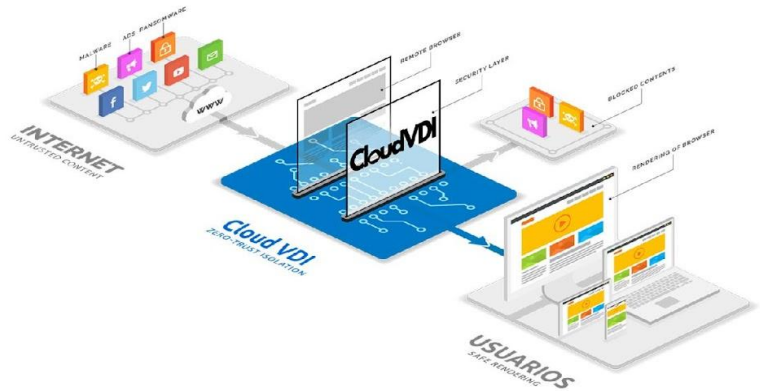 MALWARE
ADS
RANSOMWARE
www
INTERNET
UNTRUSTED CONTENT
REMOTE BROWSER
SECURITY LAYER
CloudVDI
Cloud VDI
ZERO-TRUST ISOLATION
BLOCKED CONTENTS
RENDERING OF BROWSER
USUARIOS
SAFE RENDERING